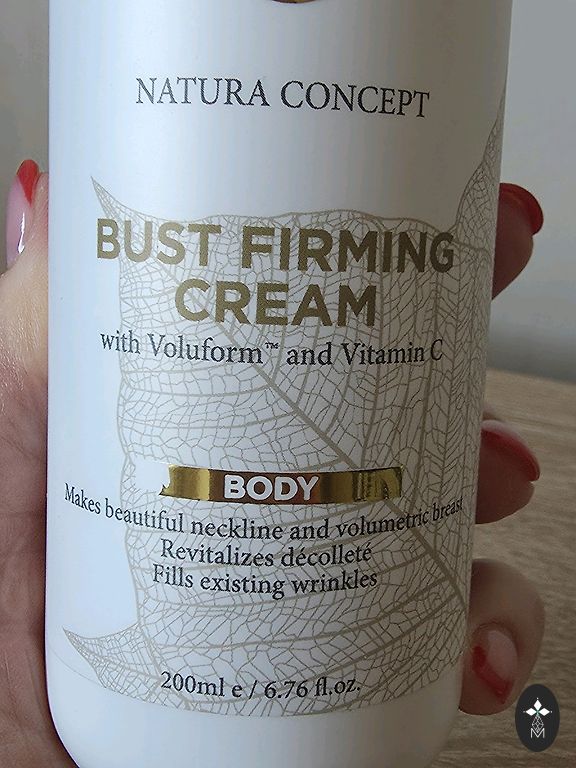 NATURA CONCEPT
BUST FIRMING
CREAM
with Voluform™ and Vitamin C
BODY
Makes beautiful neckline and volumetric breast
Revitalizes décolleté
Fills existing wrinkles
200ml e / 6.76 fl.oz.
M